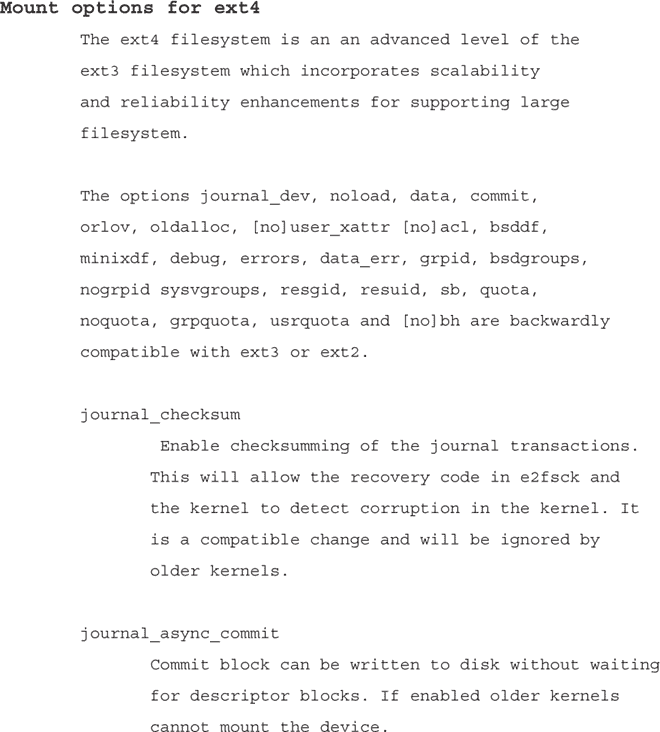 Mount options for ext4
The ext4 filesystem is an an advanced level of the
ext3 filesystem which incorporates scalability
and reliability enhancements for supporting large
filesystem.
The options journal_dev, noload, data, commit,
orlov, oldalloc, [no]user_xattr [no]acl, bsddf,
minixdf, debug, errors, data_err, grpid, bsdgroups,
nogrpid sysvgroups, resgid, resuid, sb, quota,
noquota, grpquota, usrquota and [no]bh are backwardly
compatible with ext3 or ext2.
journal_checksum
Enable checksumming of the journal transactions.
This will allow the recovery code in e2fsck and
the kernel to detect corruption in the kernel. It
is a compatible change and will be ignored by
older kernels.
journal_async_commit
Commit block can be written to disk without waiting
for descriptor blocks. If enabled older kernels
cannot mount the device.